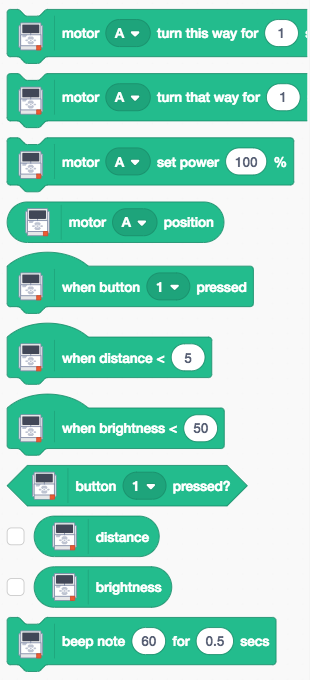 motor A turn this way for 1
motor A turn that way for 1
motor A set power 100 %
motor A position
when button 1 pressed
when distance < 5
when brightness < 50
button 1 pressed?
distance
brightness
beep note 60 for 0.5 secs